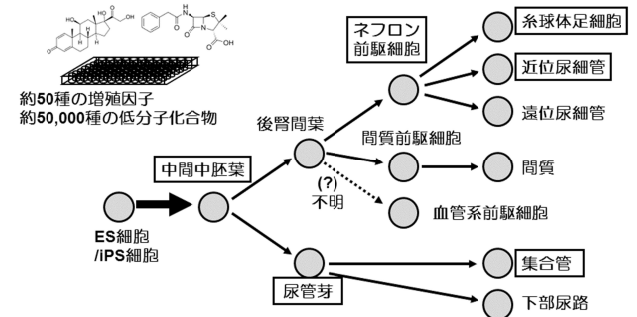 約50種の増殖因子
約50,000種の低分子化合物
ES細胞
/iPS細胞
中間中胚葉
後腎間葉
尿管芽
ネフロン
前駆細胞
間質前駆細胞
(?)
不明
血管系前駆細胞
糸球体足細胞
近位尿細管
遠位尿細管
間質
集合管
下部尿路